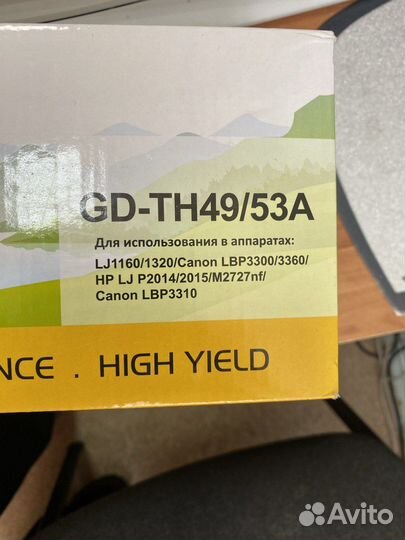 GD-TH49/53A
Для использования в аппаратах:
LJ1160/1320/Canon LBP3300/3360/
HP LJ P2014/2015/M2727nf/
Canon LBP3310
NCE . HIGH YIELD
Avito